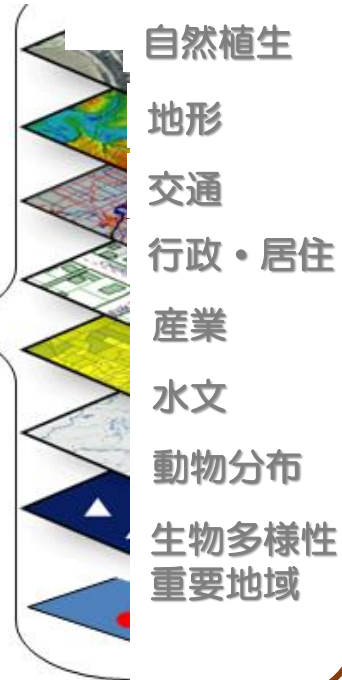 自然植生
地形
交通
行政・居住
産業
水文
動物分布
生物多様性
重要地域